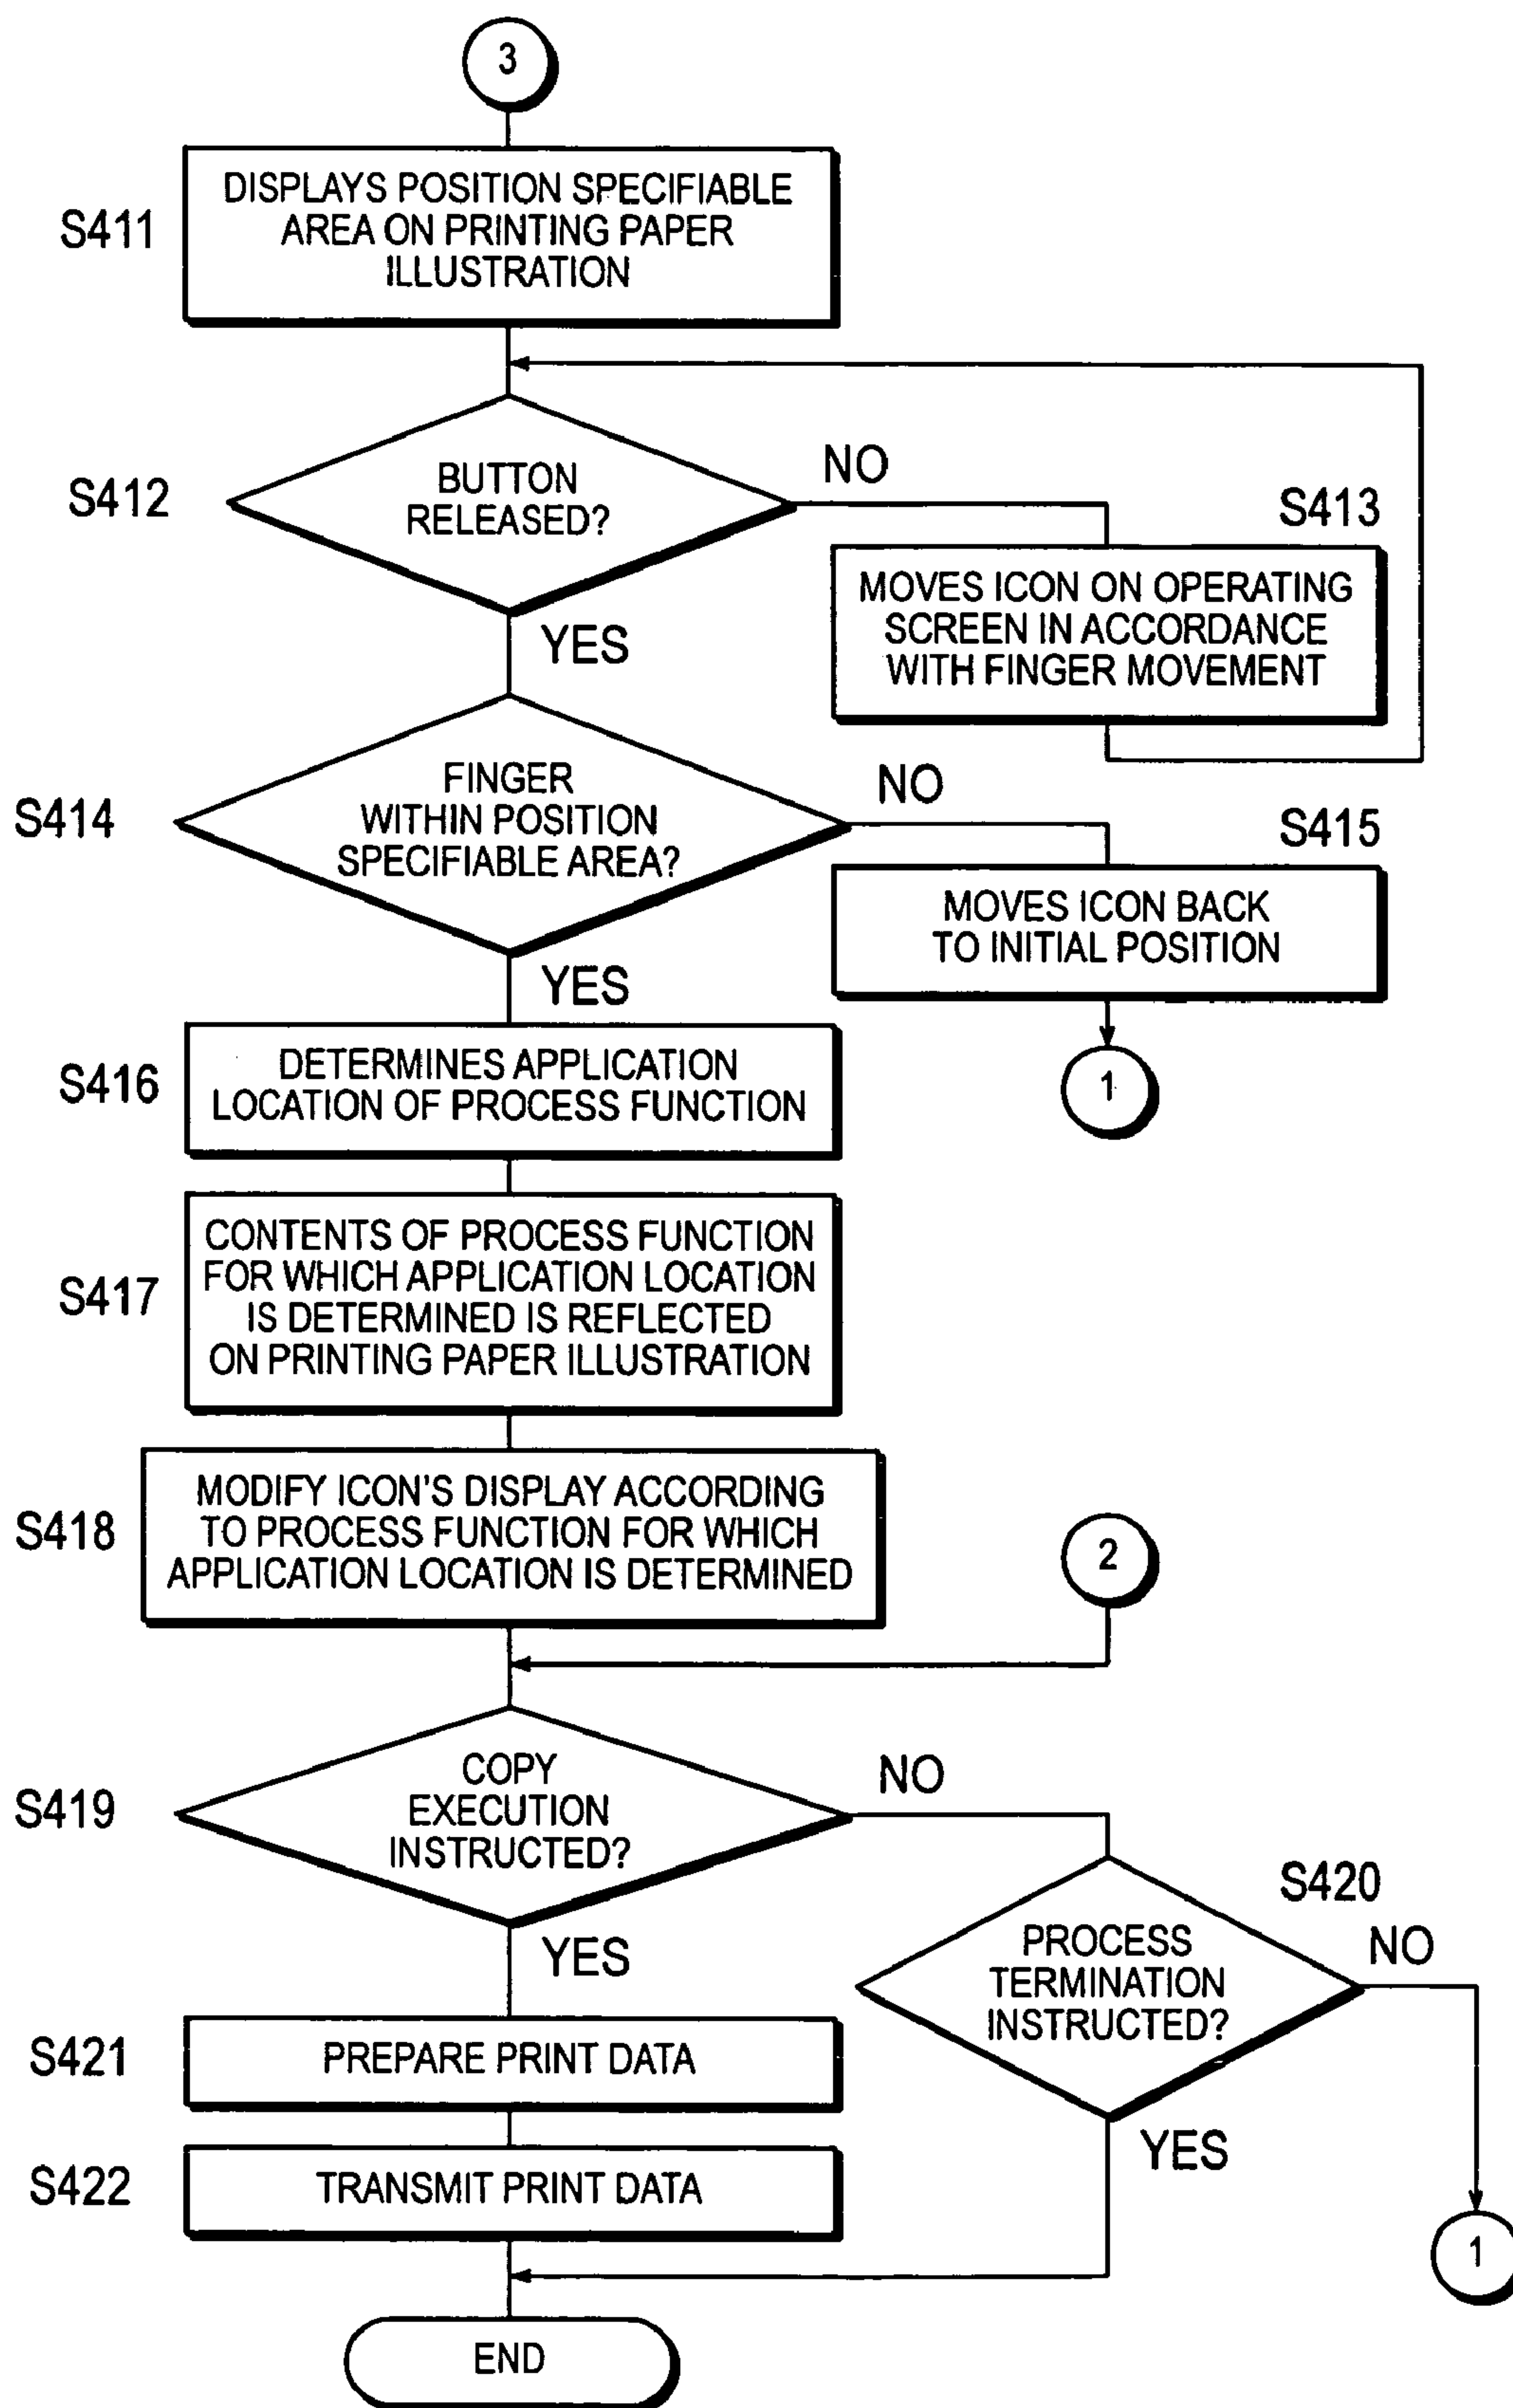 3
S411
DISPLAYS POSITION SPECIFIABLE
AREA ON PRINTING PAPER
ILLUSTRATION
S412
BUTTON
RELEASED?
NO
YES
S413
MOVES ICON ON OPERATING
SCREEN IN ACCORDANCE
WITH FINGER MOVEMENT
S414
FINGER
WITHIN POSITION
SPECIFIABLE AREA?
NO
YES
S415
MOVES ICON BACK
TO INITIAL POSITION
1
S416
DETERMINES APPLICATION
LOCATION OF PROCESS FUNCTION
S417
CONTENTS OF PROCESS FUNCTION
FOR WHICH APPLICATION LOCATION
IS DETERMINED IS REFLECTED
ON PRINTING PAPER ILLUSTRATION
S418
MODIFY ICON'S DISPLAY ACCORDING
TO PROCESS FUNCTION FOR WHICH
APPLICATION LOCATION IS DETERMINED
2
S419
COPY
EXECUTION
INSTRUCTED?
NO
YES
S420
PROCESS
TERMINATION
INSTRUCTED?
NO
YES
1
S421
PREPARE PRINT DATA
S422
TRANSMIT PRINT DATA
END